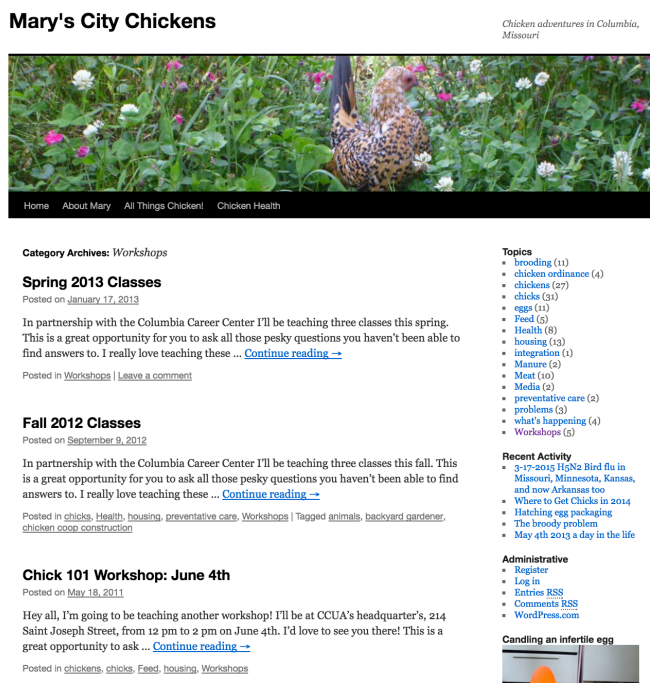 Mary's City Chickens
Chicken adventures in Columbia,
Missouri
Home About Mary All Things Chicken! Chicken Health
Category Archives: Workshops
Spring 2013 Classes
Posted on January 17, 2013
In partnership with the Columbia Career Center I'll be teaching three classes this spring.
This is a great opportunity for you to ask all those pesky questions you haven't been able to
find answers to. I really love teaching these ... Continue reading →
Posted in Workshops | Leave a comment
Fall 2012 Classes
Posted on September 9, 2012
In partnership with the Columbia Career Center I'll be teaching three classes this fall. This
is a great opportunity for you to ask all those pesky questions you haven't been able to find
answers to. I really love teaching these ... Continue reading →
Posted in chicks, Health, housing, preventative care, Workshops | Tagged animals, backyard gardener,
chicken coop construction
Chick 101 Workshop: June 4th
Posted on May 18, 2011
Hey all, I'm going to be teaching another workshop! I'll be at CCUA's headquarter's, 214
Saint Joseph Street, from 12 pm to 2 pm on June 4th. I'd love to see you there! This is a
great opportunity to ask ... Continue reading →
Posted in chickens, chicks, Feed, housing, Workshops
Topics
brooding (11)
chicken ordinance (4)
chickens (27)
chicks (31)
eggs (11)
Feed (5)
Health (8)
housing (13)
integration (1)
Manure (2)
Meat (10)
Media (2)
preventative care (2)
problems (3)
what's happening (4)
Workshops (5)
Recent Activity
3-17-2015 H5N2 Bird flu in
Missouri, Minnesota, Kansas,
and now Arkansas too
Where to Get Chicks in 2014
Hatching egg packaging
The broody problem
May 4th 2013 a day in the life
Administrative
Register
Log in
Entries RSS
Comments RSS
WordPress.com
Candling an infertile egg